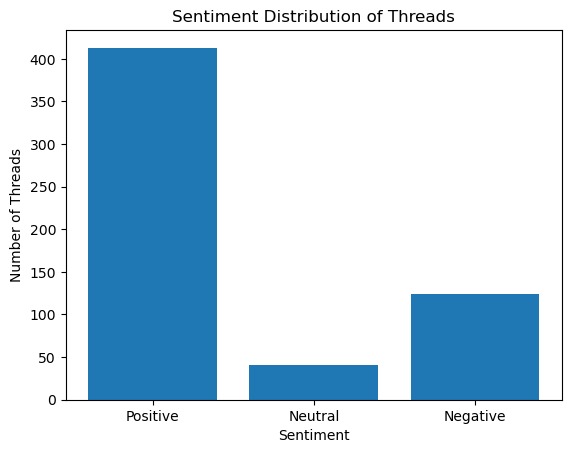 Sentiment Distribution of Threads
Number of Threads
400
350
300
250
200
150
100
50
0
Positive Neutral Negative
Sentiment